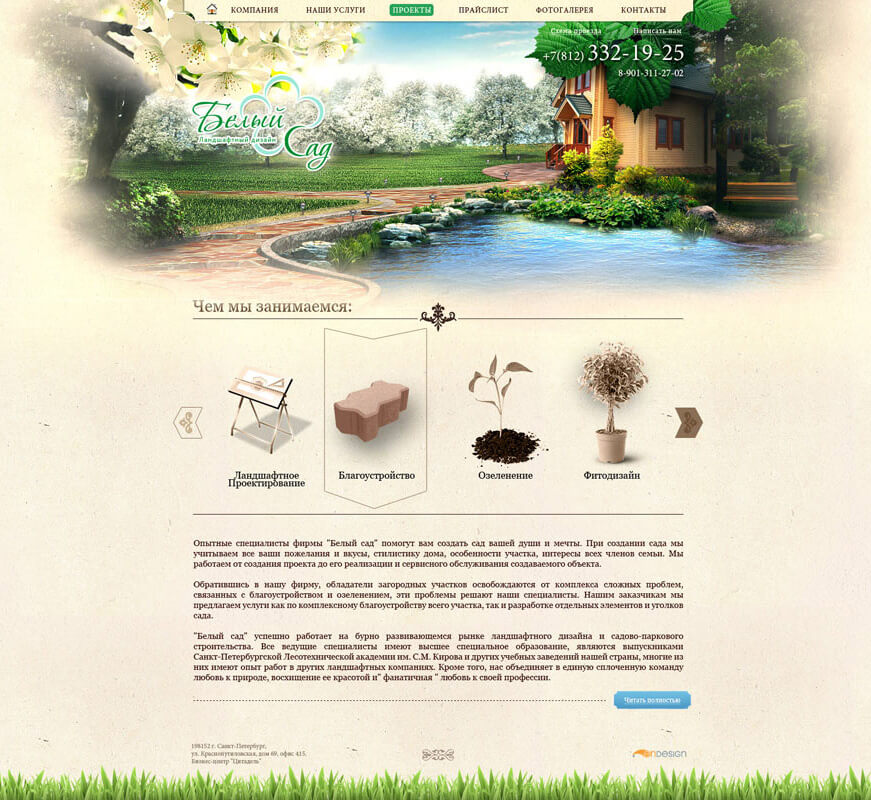 КОМПАНИЯ НАШИ УСЛУГИ ПРОЕКТЫ ПРАЙСЛИСТ ФОТОГАЛЕРЕЯ КОНТАКТЫ
Схема проезда Написать нам
+7(812) 332-19-25
8-901-311-27-02
Белый
Ландшафтный дизайн
Сад
Чем мы занимаемся:
Ландшафтное Проектирование
Благоустройство
Озеленение
Фитодизайн
Опытные специалисты фирмы "Белый сад" помогут вам создать сад вашей души и мечты. При создании сада мы
учитываем все ваши пожелания и вкусы, стилистику дома, особенности участка, интересы всех членов семьи. Мы
работаем от создания проекта до его реализации и сервисного обслуживания создаваемого объекта.
Обратившись в нашу фирму, обладатели загородных участков освобождаются от комплекса сложных проблем,
связанных с благоустройством и озеленением, эти проблемы решают наши специалисты. Нашим заказчикам мы
предлагаем услуги как по комплексному благоустройству всего участка, так и разработке отдельных элементов и уголков
сада.
"Белый сад" успешно работает на бурно развивающемся рынке ландшафтного дизайна и садово-паркового
строительства. Все ведущие специалисты имеют высшее специальное образование, являются выпускниками
Санкт-Петербургской Лесотехнической академии им. С.М. Кирова и других учебных заведений нашей страны, многие из
них имеют опыт работ в других ландшафтных компаниях. Кроме того, нас объединяет в единую сплоченную команду
любовь к природе, восхищение ее красотой и" фанатичная " любовь к своей профессии.
Читать полностью
198152 г. Санкт-Петербург,
ул. Краснопутиловская, дом 69, офис 415.
Бизнес-центр "Цитадель"
INDESIGN